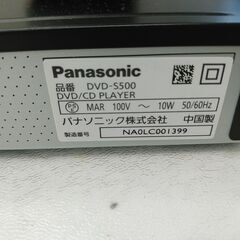 Panasonic
品番 DVD-S500
DVD/CD PLAYER
MAR 100V ～ 10W 50/60Hz
パナソニック株式会社 中国製
製造番号 NA0LC001399